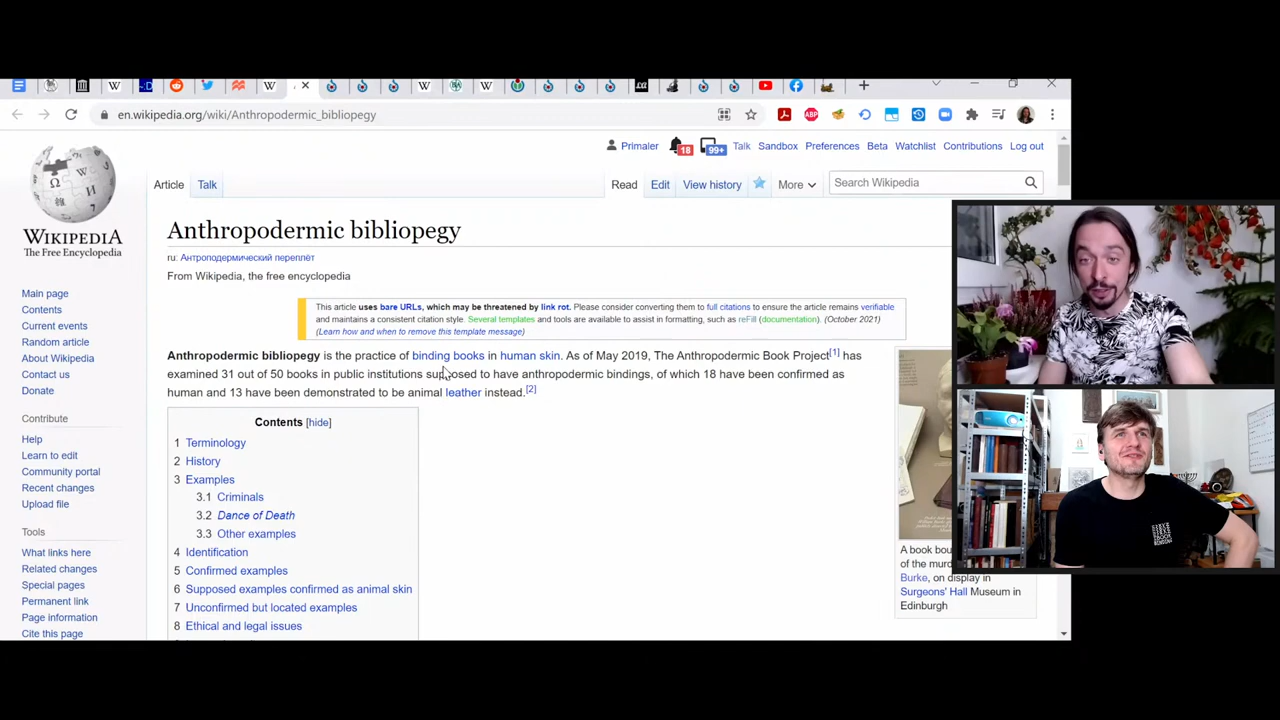 en.wikipedia.org/wiki/Anthropodermic_bibliopegy
ABP
Primaler
18
99+
Talk
Sandbox
Preferences
Beta
Watchlist
Contributions
Log out
Article
Talk
Read
Edit
View history
More
Search Wikipedia
WIKIPEDIA
The Free Encyclopedia
Main page
Contents
Current events
Random article
About Wikipedia
Contact us
Donate
Contribute
Help
Learn to edit
Community portal
Recent changes
Upload file
Tools
What links here
Related changes
Special pages
Permanent link
Page information
Cite this page
Anthropodermic bibliopegy
ru: Антроподермический переплёт
From Wikipedia, the free encyclopedia
This article uses bare URLs, which may be threatened by link rot. Please consider converting them to full citations to ensure the article remains verifiable
and maintains a consistent citation style. Several templates and tools are available to assist in formatting, such as reFill (documentation). (October 2021)
(Learn how and when to remove this template message)
Anthropodermic bibliopegy is the practice of binding books in human skin. As of May 2019, The Anthropodermic Book Project[1] has
examined 31 out of 50 books in public institutions supposed to have anthropodermic bindings, of which 18 have been confirmed as
human and 13 have been demonstrated to be animal leather instead.[2]
Contents [hide]
1 Terminology
2 History
3 Examples
3.1 Criminals
3.2 Dance of Death
3.3 Other examples
4 Identification
5 Confirmed examples
6 Supposed examples confirmed as animal skin
7 Unconfirmed but located examples
8 Ethical and legal issues
A book bou
of the murd
Burke, on display in
Surgeons' Hall Museum in
Edinburgh